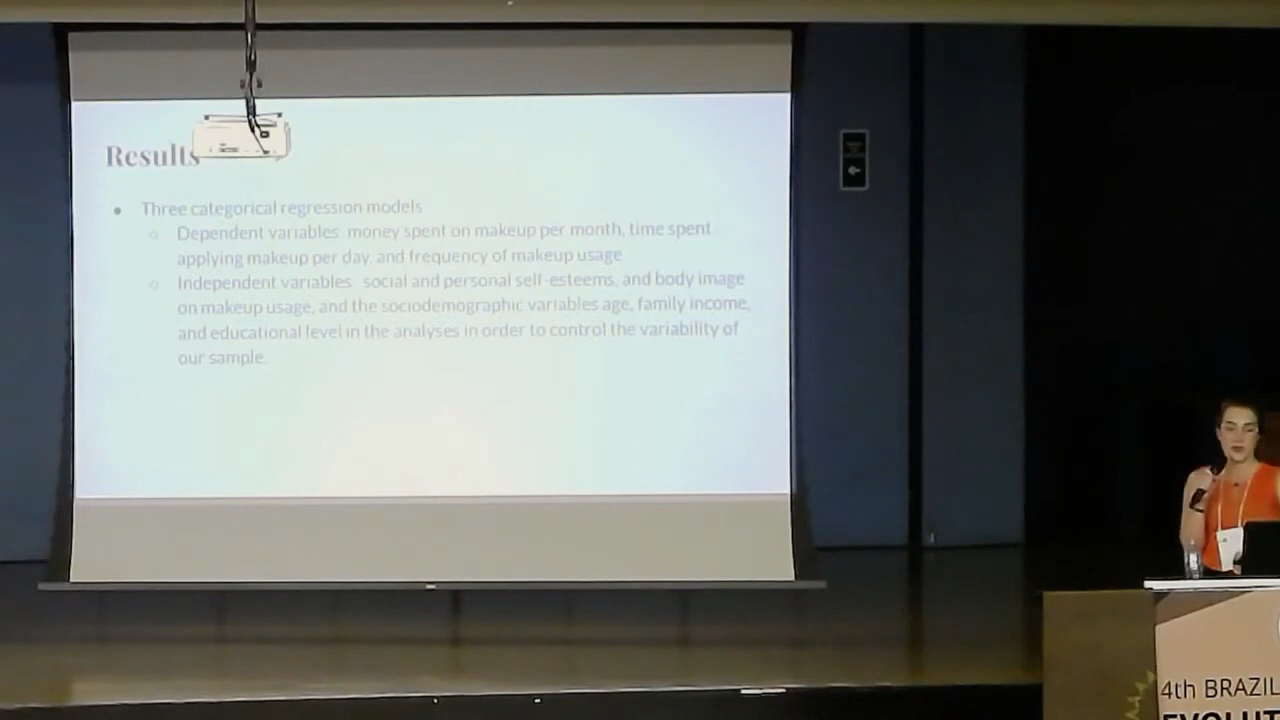 Results
● Three categorical regression models
○ Dependent variables: money spent on makeup per month, time spent
applying makeup per day, and frequency of makeup usage
○ Independent variables: social and personal self-esteems, and body image
on makeup usage, and the sociodemographic variables age, family income,
and educational level in the analyses in order to control the variability of
our sample.
4th BRAZIL
EVOLUT